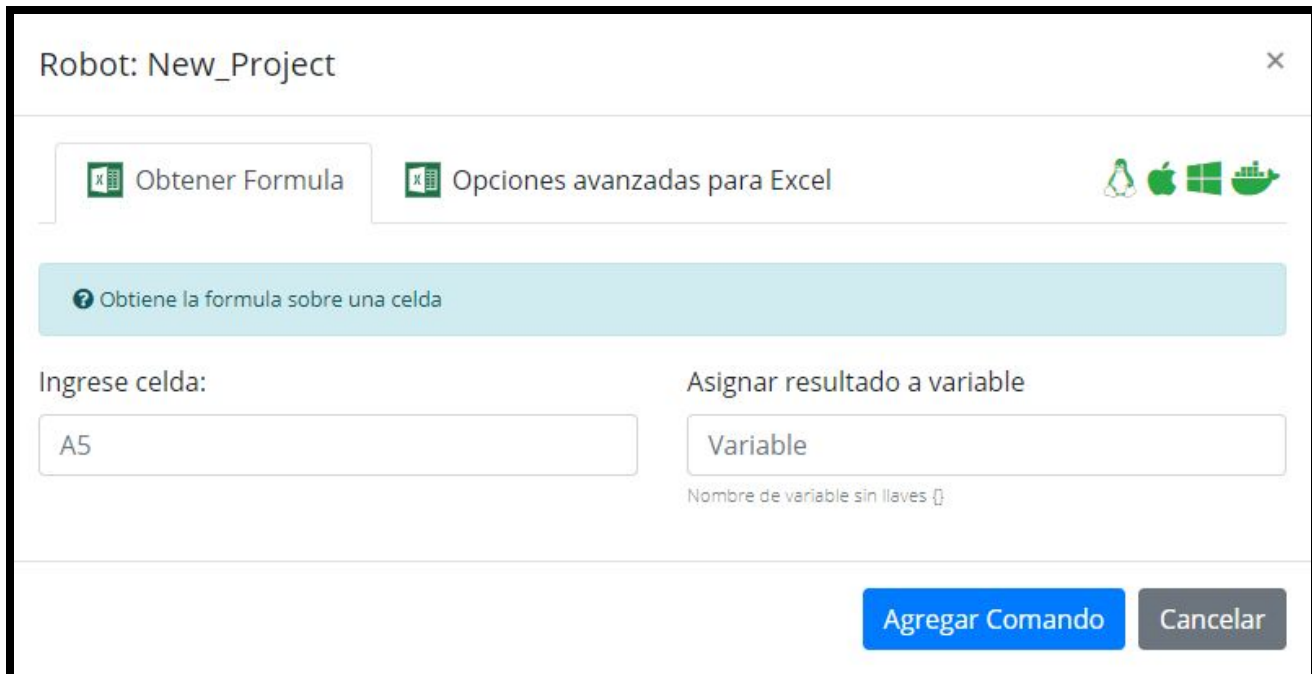 Robot: New_Project
×
Obtener Formula
Opciones avanzadas para Excel
Obtiene la formula sobre una celda
Ingrese celda:
Asignar resultado a variable
A5
Variable
Nombre de variable sin llaves {}
Agregar Comando
Cancelar